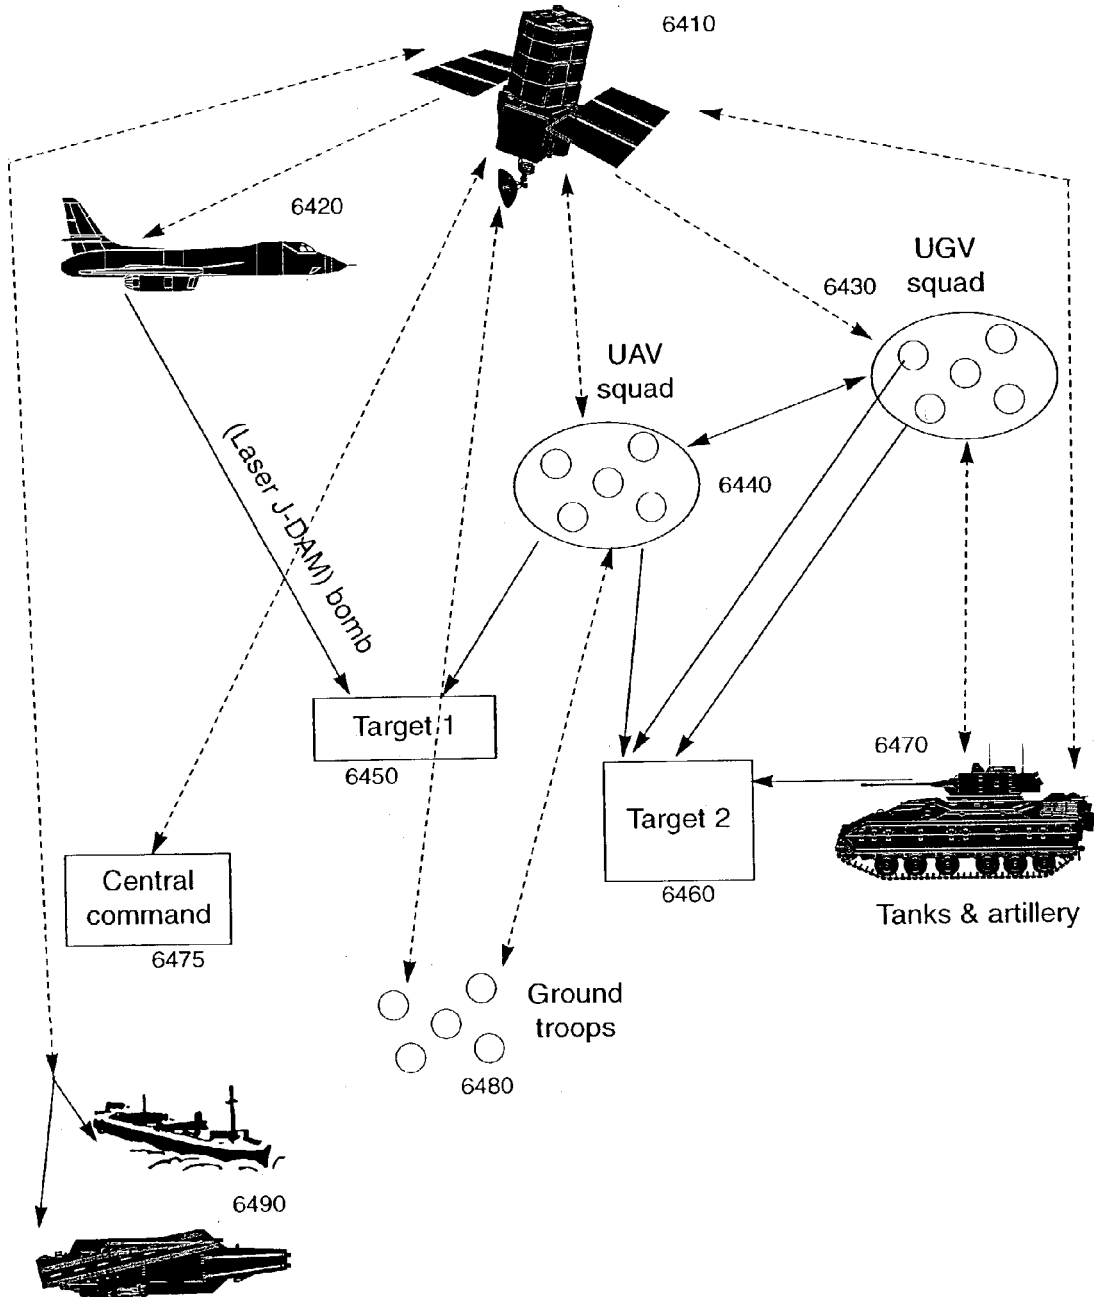 6410
6420
UGV
squad
6430
UAV
squad
6440
(Laser J-DAM) bomb
Target 1
6450
6470
Target 2
6460
Central
command
6475
Tanks & artillery
Ground
troops
6480
6490